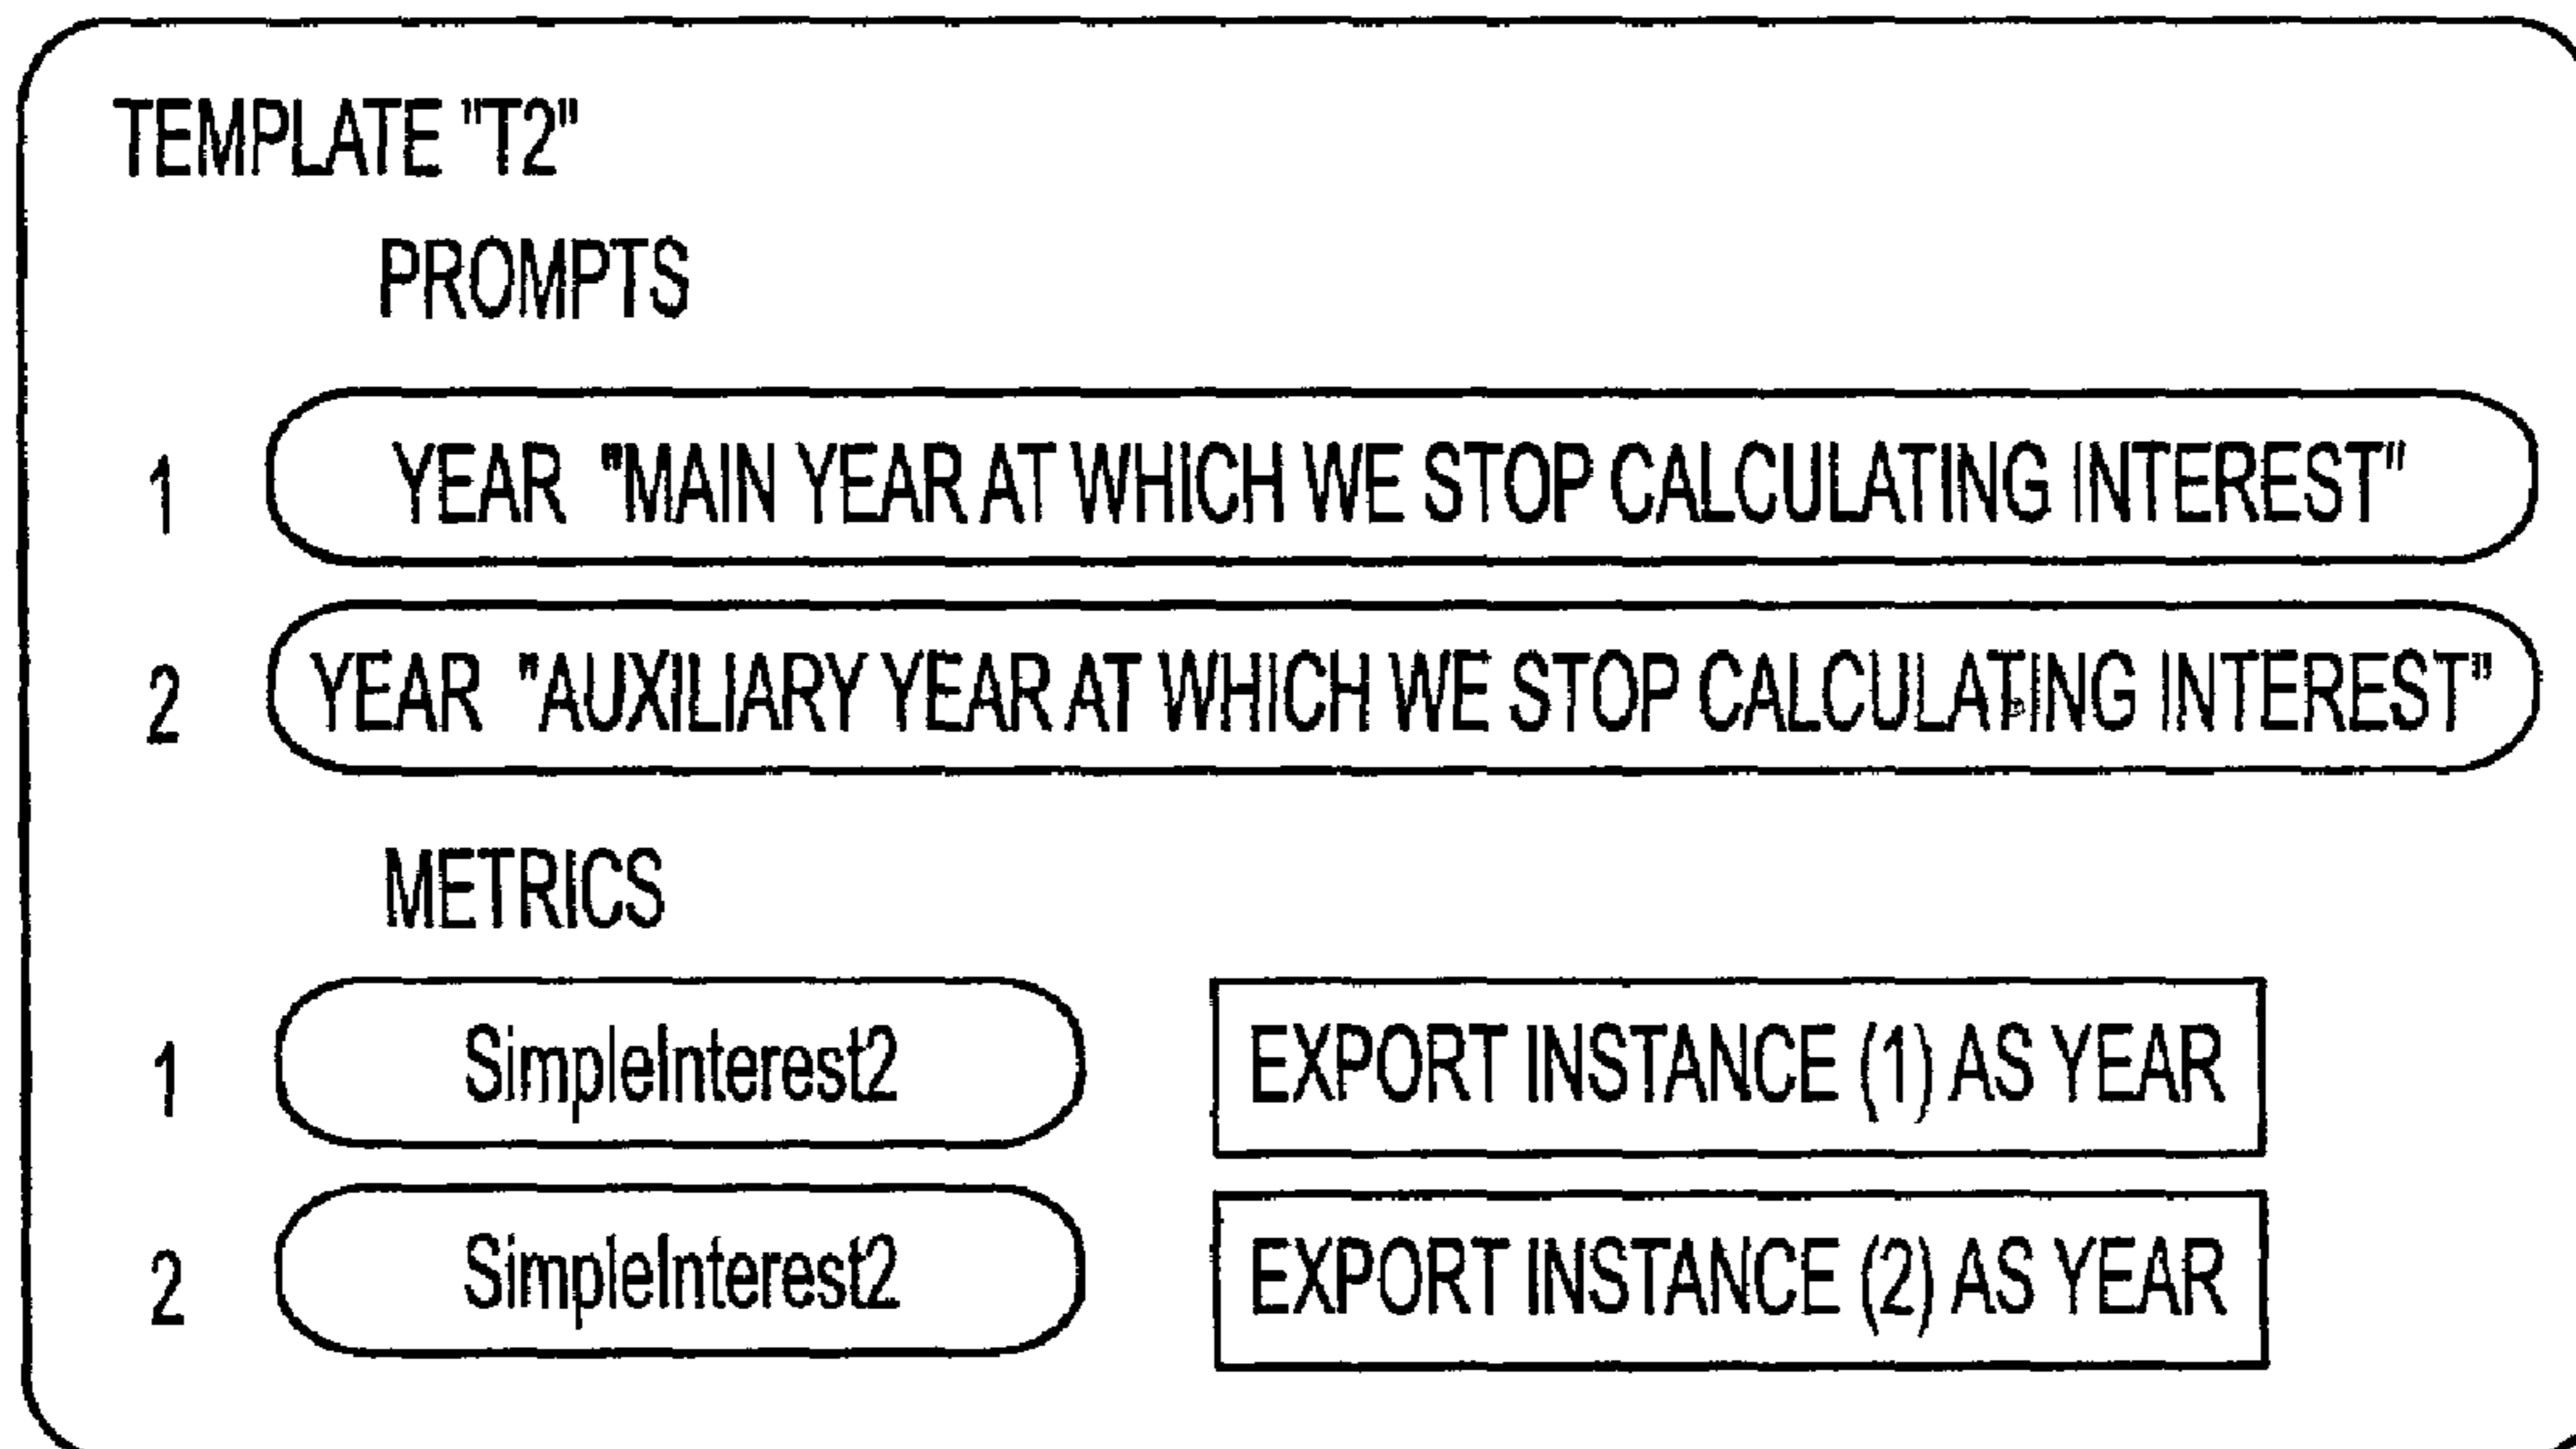 TEMPLATE "T2"
PROMPTS
1 YEAR "MAIN YEAR AT WHICH WE STOP CALCULATING INTEREST"
2 YEAR "AUXILIARY YEAR AT WHICH WE STOP CALCULATING INTEREST"
METRICS
1 SimpleInterest2 EXPORT INSTANCE (1) AS YEAR
2 SimpleInterest2 EXPORT INSTANCE (2) AS YEAR